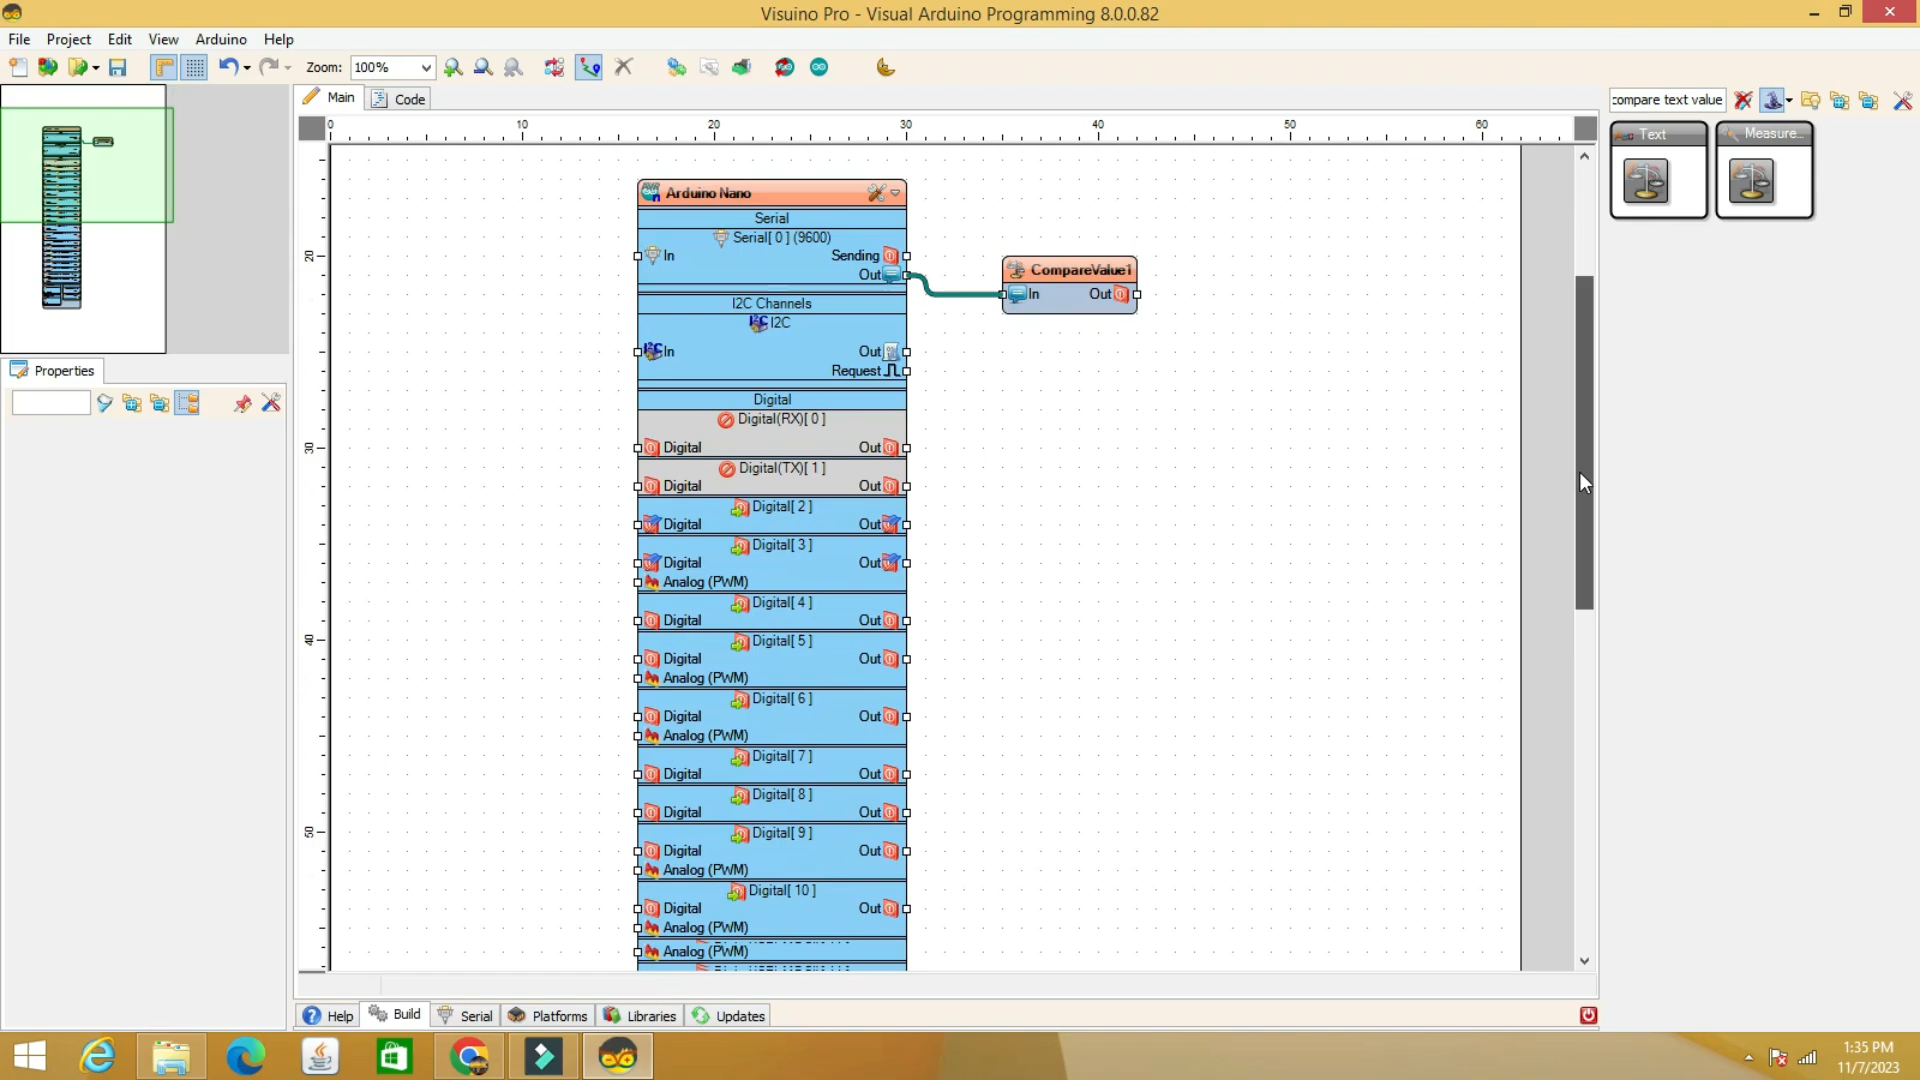 Visuino Pro - Visual Arduino Programming 8.0.0.82
File Project Edit View Arduino Help
Zoom: 100%
Main Code
compare text value
0 10 20 30 40 50 60
Text Measure...
Arduino Nano
Serial
Serial[ 0 ] (9600)
In Sending
Out
20
CompareValue1
In Out
I2C Channels
I2C
In Out
Request
Properties
Digital
Digital(RX)[ 0 ]
30
Digital Out
Digital(TX)[ 1 ]
Digital Out
Digital[ 2 ]
Digital Out
Digital[ 3 ]
Digital Out
Analog (PWM)
Digital[ 4 ]
Digital Out
40
Digital[ 5 ]
Digital Out
Analog (PWM)
Digital[ 6 ]
Digital Out
Analog (PWM)
Digital[ 7 ]
Digital Out
Digital[ 8 ]
Digital Out
50
Digital[ 9 ]
Digital Out
Analog (PWM)
Digital[ 10 ]
Digital Out
Analog (PWM)
Analog (PWM)
Help Build Serial Platforms Libraries Updates
1:35 PM
11/7/2023